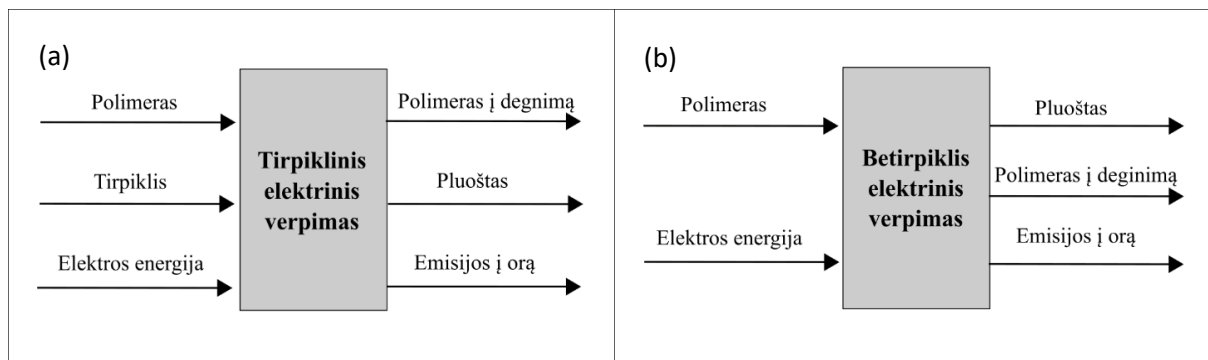 (a)
Polimeras
Tirpiklis
Elektros energija
Tirpiklinis
elektrinis
verpimas
Polimeras į degnimą
Pluoštas
Emisijos į orą
(b)
Polimeras
Elektros energija
Betirpiklis
elektrinis
verpimas
Pluoštas
Polimeras į deginimą
Emisijos į orą